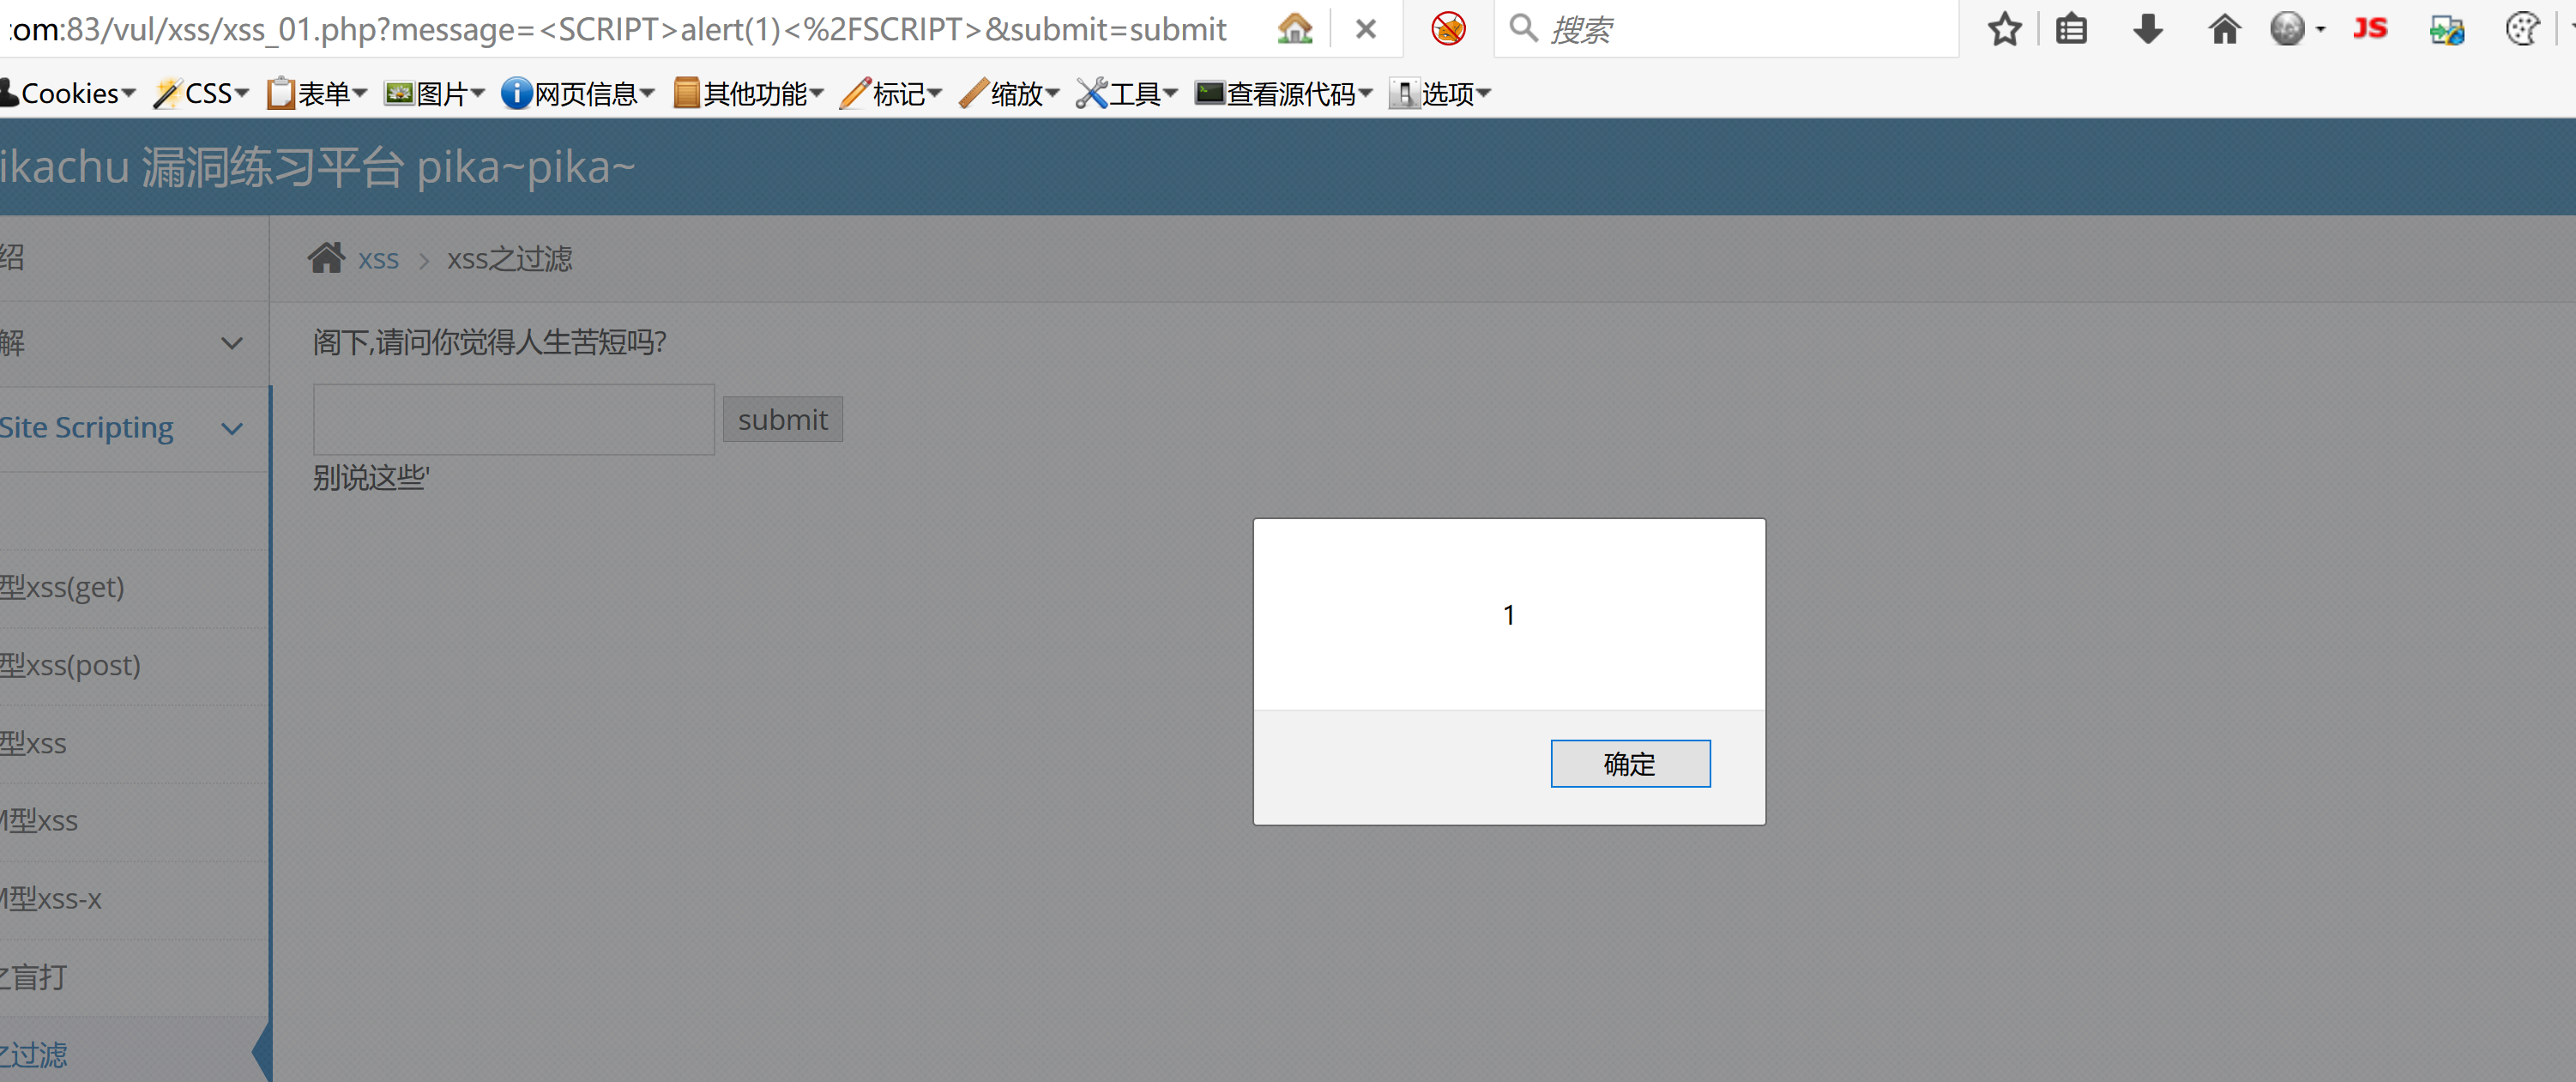 :om:83/vul/xss/xss_01.php?message=<SCRIPT>alert(1)<%2FSCRIPT>&submit=submit
搜索
JS
Cookies CSS 表单 图片 网页信息 其他功能 标记 缩放 工具 查看源代码 选项
ikachu 漏洞练习平台 pika~pika~
绍
xss > xss之过滤
解
阁下,请问你觉得人生苦短吗?
Site Scripting
submit
别说这些'
型xss(get)
1
型xss(post)
型xss
确定
M型xss
M型xss-x
之盲打
之过滤